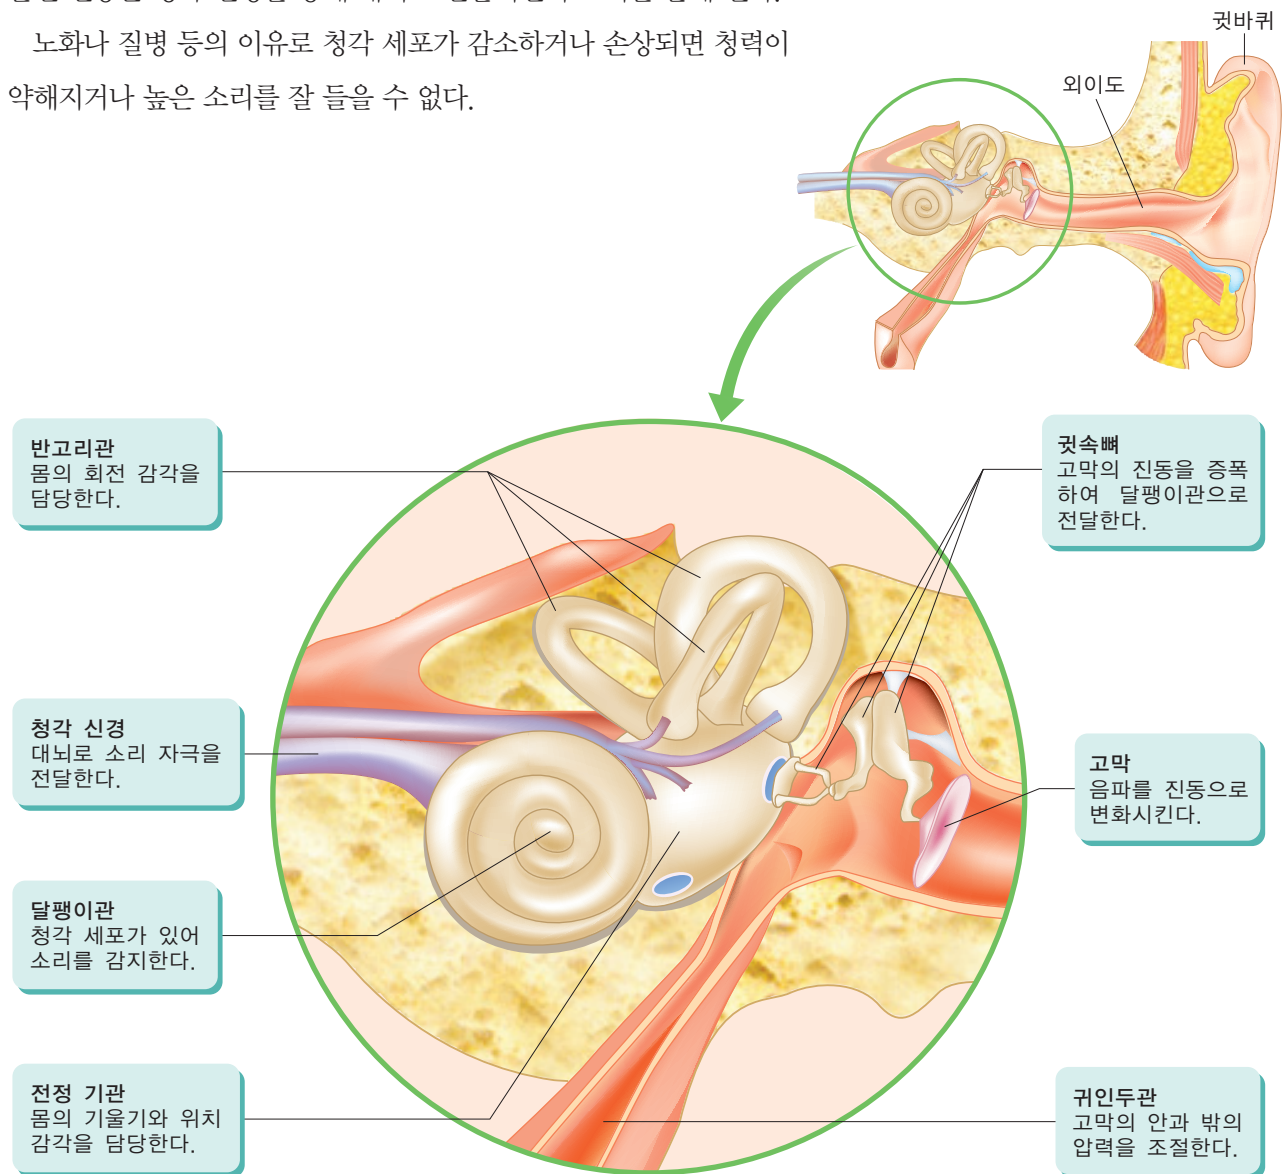 노화나 질병 등의 이유로 청각 세포가 감소하거나 손상되면 청력이
약해지거나 높은 소리를 잘 들을 수 없다.
귓바퀴
외이도
반고리관
몸의 회전 감각을
담당한다.
귓속뼈
고막의 진동을 증폭
하여 달팽이관으로
전달한다.
청각 신경
대뇌로 소리 자극을
전달한다.
고막
음파를 진동으로
변화시킨다.
달팽이관
청각 세포가 있어
소리를 감지한다.
전정 기관
몸의 기울기와 위치
감각을 담당한다.
귀인두관
고막의 안과 밖의
압력을 조절한다.